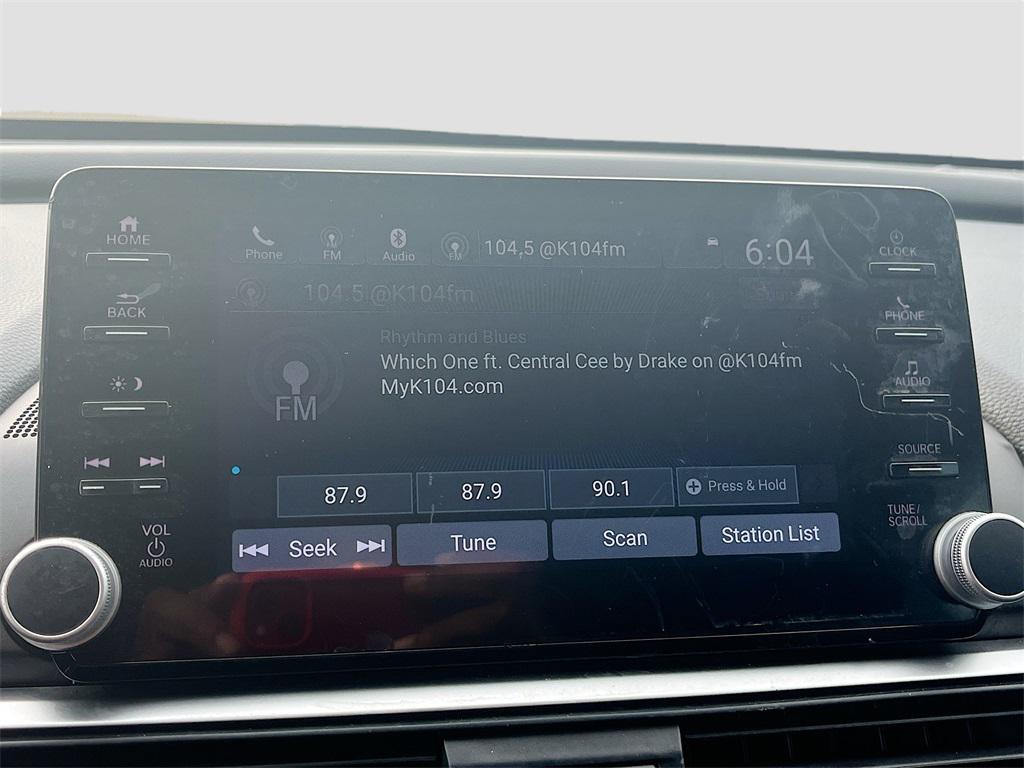 HOME
Phone
FM
Audio
FM
104.5 @K104fm
6:04
CLOCK
104.5 @K104fm
BACK
PHONE
Rhythm and Blues
Which One ft. Central Cee by Drake on @K104fm
MyK104.com
FM
AUDIO
SOURCE
87.9
87.9
90.1
Press & Hold
VOL
AUDIO
Seek
Tune
Scan
Station List
TUNE/
SCROLL